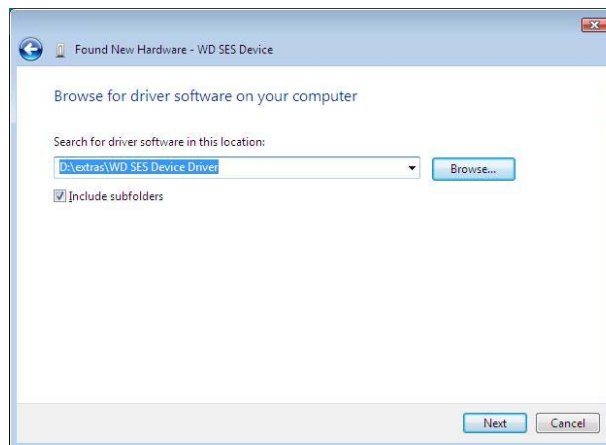 Found New Hardware - WD SES Device
Browse for driver software on your computer
Search for driver software in this location:
D:\extras\WD SES Device Driver
Browse...
Include subfolders
Next
Cancel